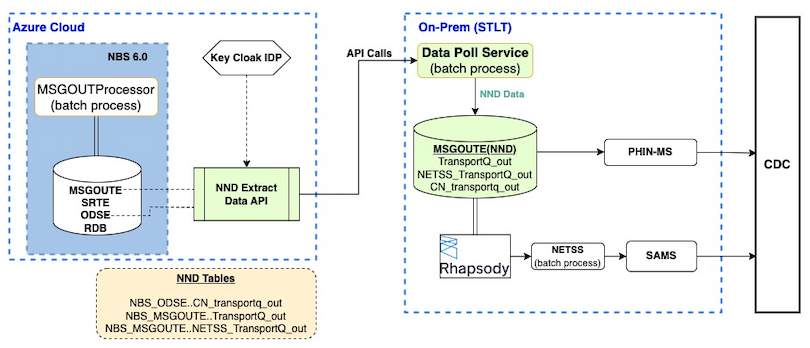 Azure Cloud
NBS 6.0
MSGOUTProcessor
(batch process)
MSGOUTE
SRTE
ODSE
RDB
Key Cloak IDP
NND Extract
Data API
API Calls
NND Tables
NBS_ODSE..CN_transportq_out
NBS_MSGOUTE..TransportQ_out
NBS_MSGOUTE..NETSS_TransportQ_out
On-Prem (STLT)
Data Poll Service
(batch process)
NND Data
MSGOUTE(NND)
TransportQ_out
NETSS_TransportQ_out
CN_transportq_out
PHIN-MS
Rhapsody
NETSS
(batch process)
SAMS
CDC